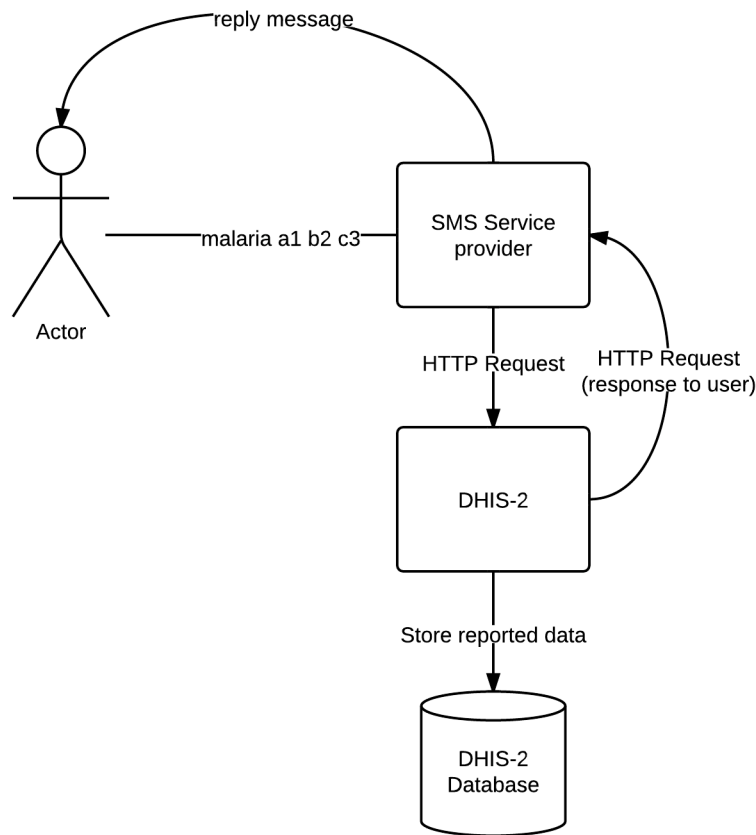 reply message
SMS Service
provider
malaria a1 b2 c3
Actor
HTTP Request
HTTP Request
(response to user)
DHIS-2
Store reported data
DHIS-2
Database